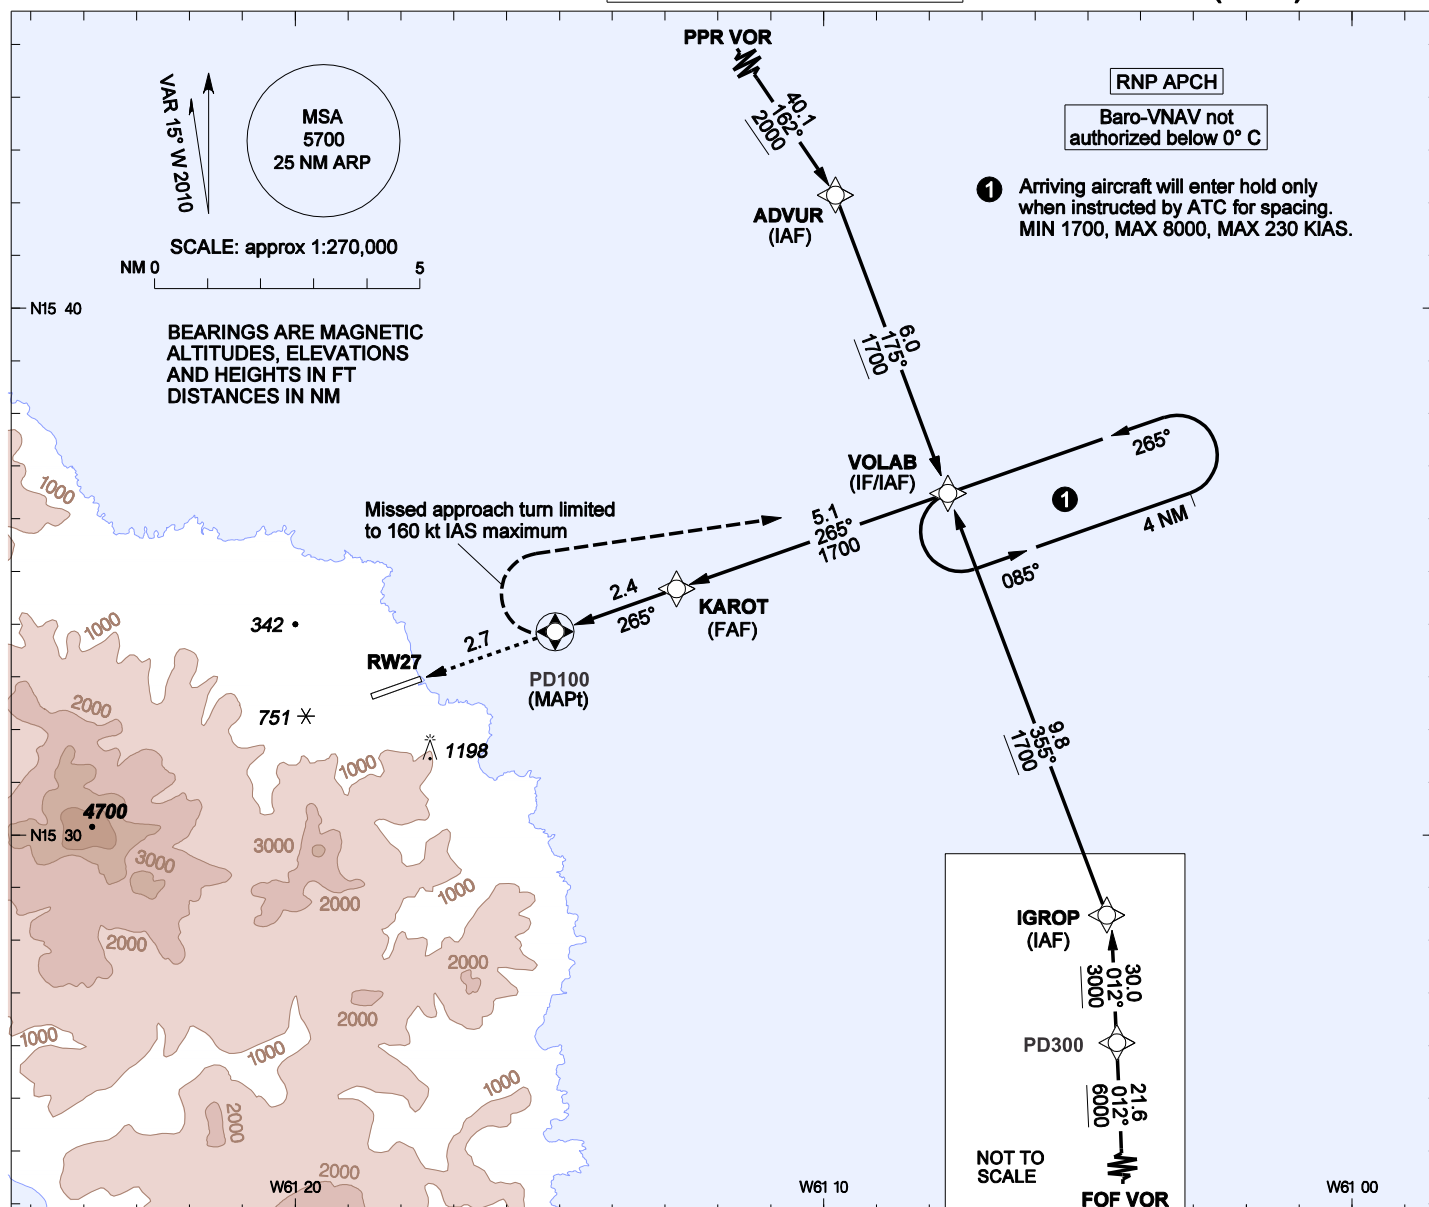 PPR VOR
40.1
162°
2000
RNP APCH
Baro-VNAV not
authorized below 0° C
1 Arriving aircraft will enter hold only
when instructed by ATC for spacing.
MIN 1700, MAX 8000, MAX 230 KIAS.
VAR 15° W 2010
MSA
5700
25 NM ARP
SCALE: approx 1:270,000
NM 0 5
BEARINGS ARE MAGNETIC
ALTITUDES, ELEVATIONS
AND HEIGHTS IN FT
DISTANCES IN NM
ADVUR
(IAF)
N15 40
6.0
175°
1700
VOLAB
(IF/IAF)
265°
1
4 NM
085°
Missed approach turn limited
to 160 kt IAS maximum
5.1
265°
1700
2.4
265°
KAROT
(FAF)
2.7
RW27
PD100
(MAPt)
1000
1000
342
2000
751
1198
1000
4700
N15 30
3000
3000
2000
1000
2000
2000
2000
1000
1000
1000
2000
2000
9.8
355°
1700
IGROP
(IAF)
30.0
012°
3000
PD300
21.6
012°
6000
NOT TO
SCALE
FOF VOR
W61 20
W61 10
W61 00